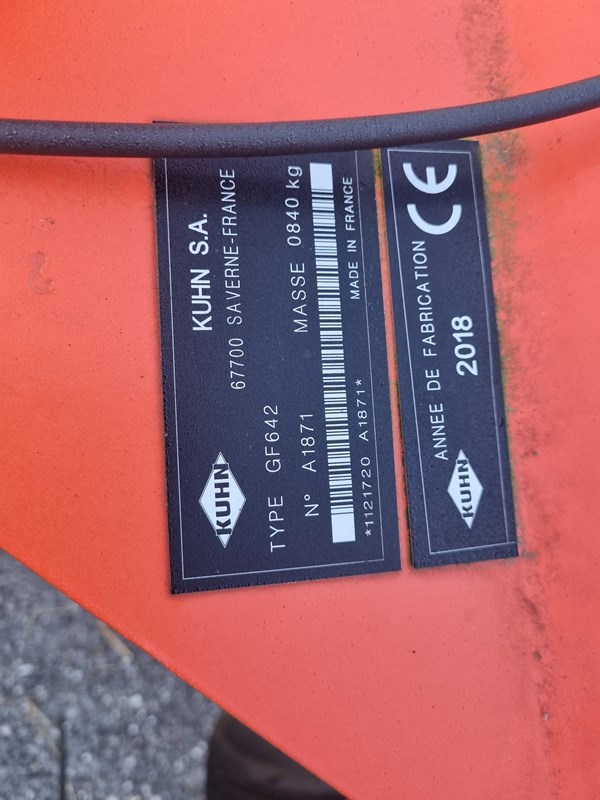 KUHN
KUHN S.A.
67700 SAVERNE-FRANCE
TYPE GF642
N° A1871 MASSE 0840 kg
*1121720 A1871* MADE IN FRANCE
ANNEE DE FABRICATION CE
KUHN 2018